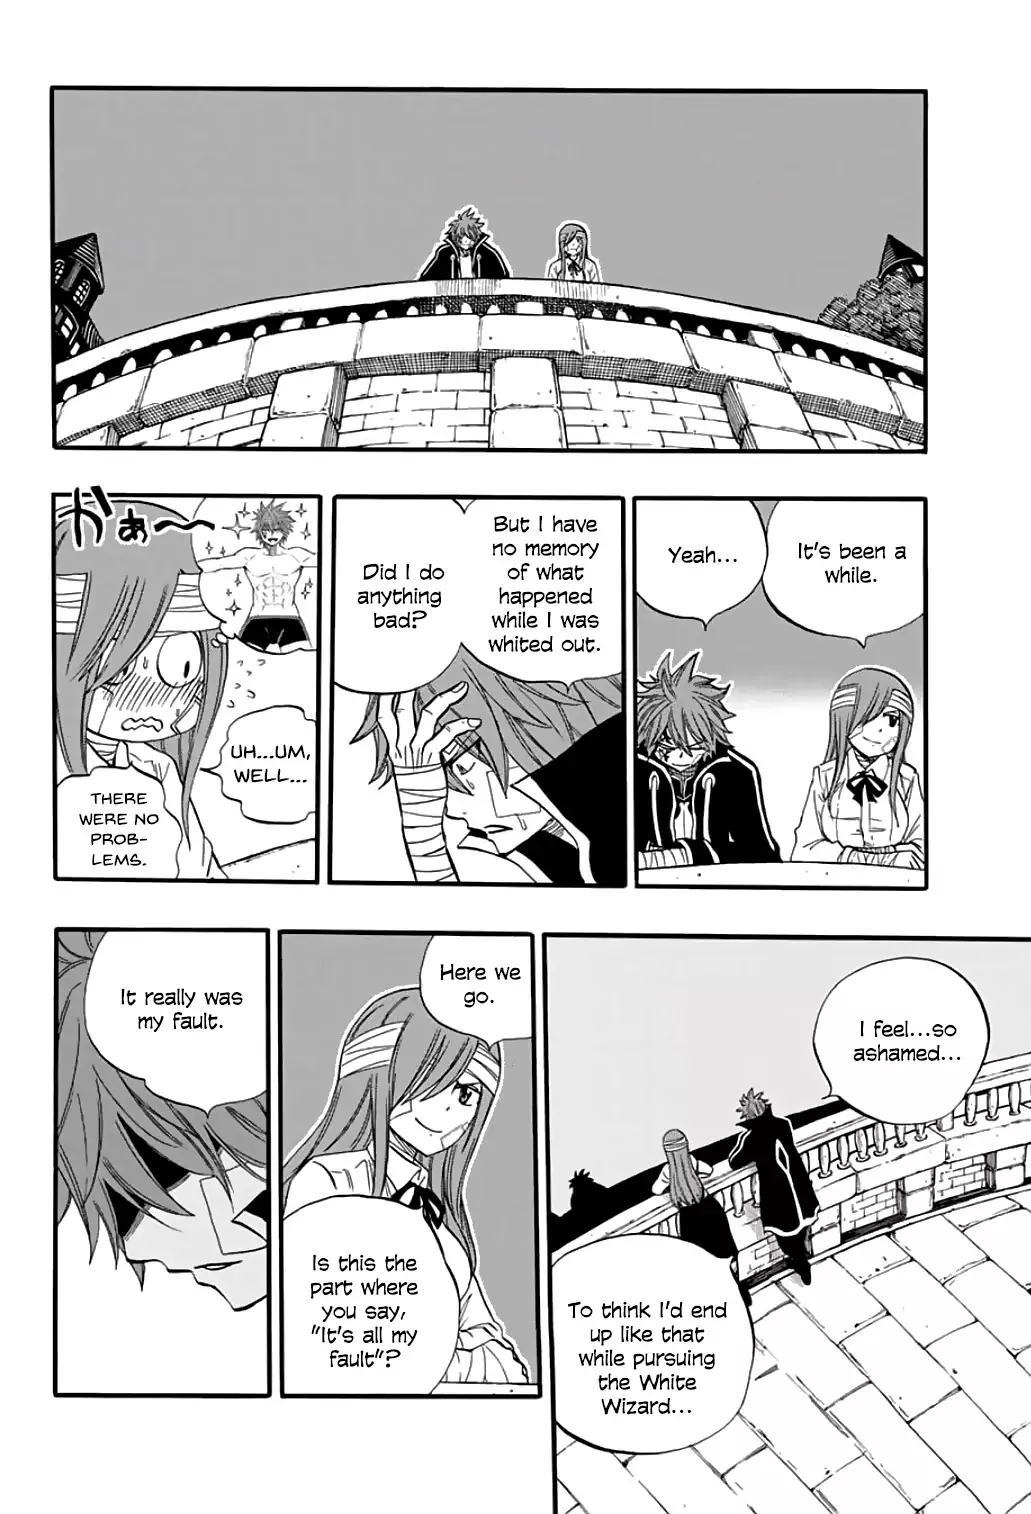 It's been a
while.
Yeah...
But I have
no memory
of what
happened
while I was
whited out.
Did I do
anything
bad?
かぁ〜
UH...UM,
WELL...
THERE
WERE NO
PROB-
LEMS.
I feel...so
ashamed...
To think I'd end
up like that
while pursuing
the White
Wizard...
Here we
go.
Is this the
part where
you say,
"It's all my
fault"?
It really was
my fault.